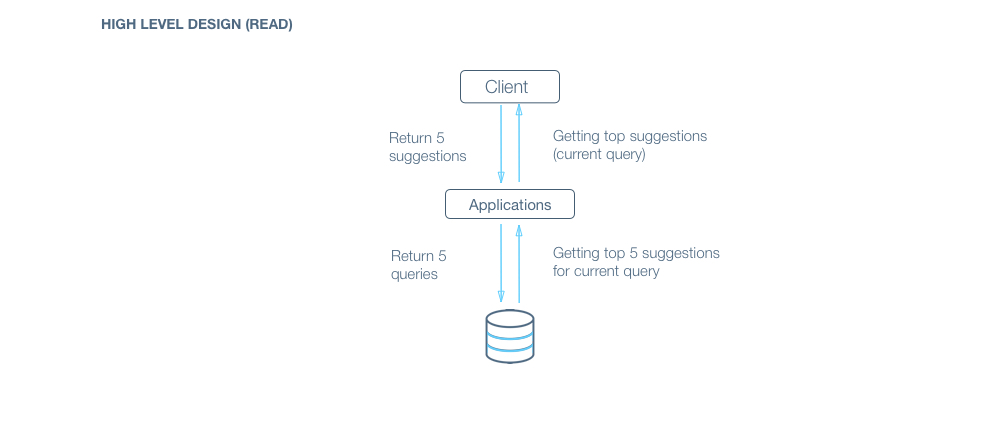 HIGH LEVEL DESIGN (READ)
Client
Return 5
suggestions
Getting top suggestions
(current query)
Applications
Return 5
queries
Getting top 5 suggestions
for current query